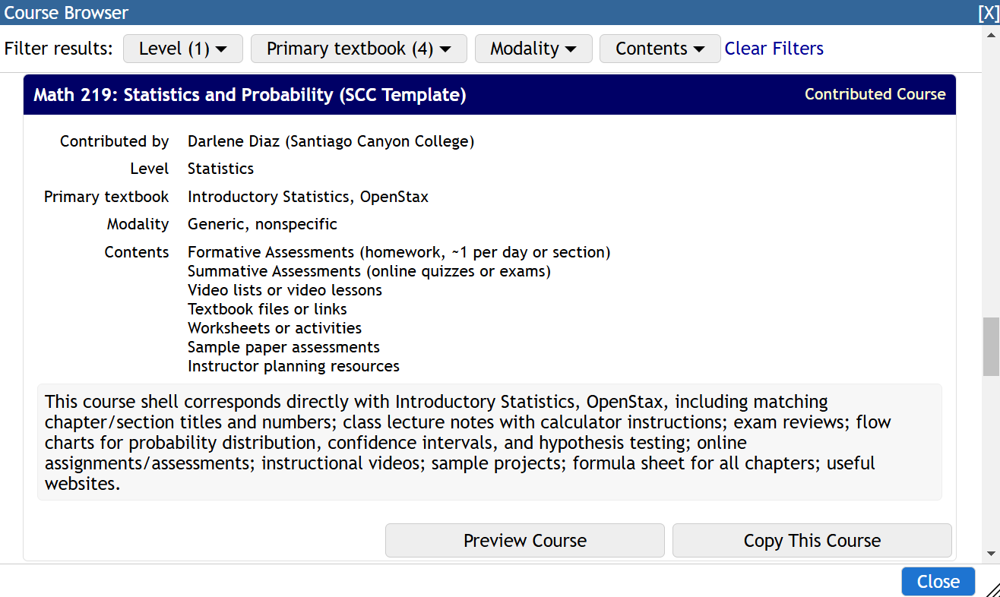 Course Browser [X]
Filter results: Level (1) Primary textbook (4) Modality Contents Clear Filters
Math 219: Statistics and Probability (SCC Template) Contributed Course
Contributed by Darlene Diaz (Santiago Canyon College)
Level Statistics
Primary textbook Introductory Statistics, OpenStax
Modality Generic, nonspecific
Contents Formative Assessments (homework, ~1 per day or section)
Summative Assessments (online quizzes or exams)
Video lists or video lessons
Textbook files or links
Worksheets or activities
Sample paper assessments
Instructor planning resources
This course shell corresponds directly with Introductory Statistics, OpenStax, including matching
chapter/section titles and numbers; class lecture notes with calculator instructions; exam reviews; flow
charts for probability distribution, confidence intervals, and hypothesis testing; online
assignments/assessments; instructional videos; sample projects; formula sheet for all chapters; useful
websites.
Preview Course Copy This Course
Close